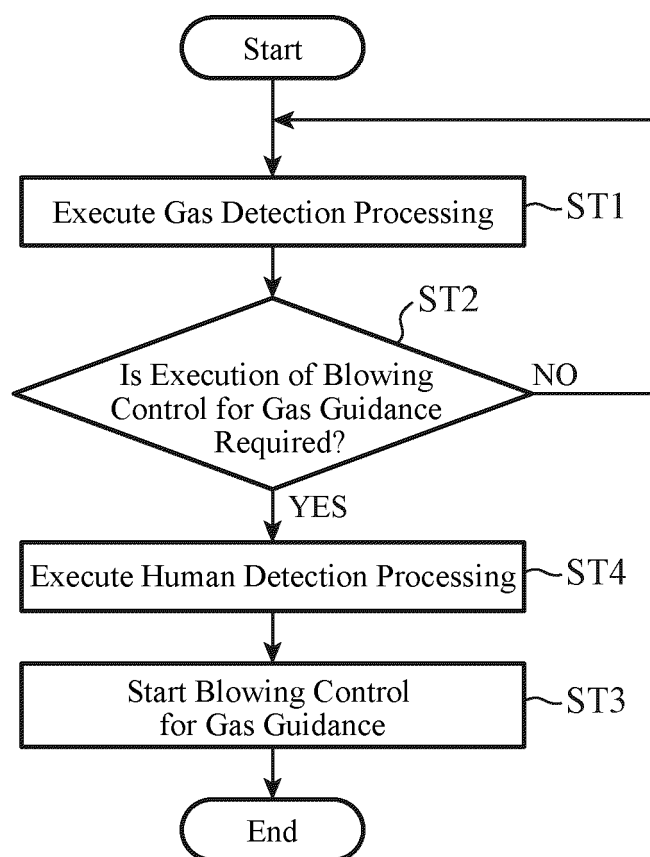 Start
Execute Gas Detection Processing
ST1
ST2
Is Execution of Blowing
Control for Gas Guidance
Required?
NO
YES
Execute Human Detection Processing
ST4
Start Blowing Control
for Gas Guidance
ST3
End